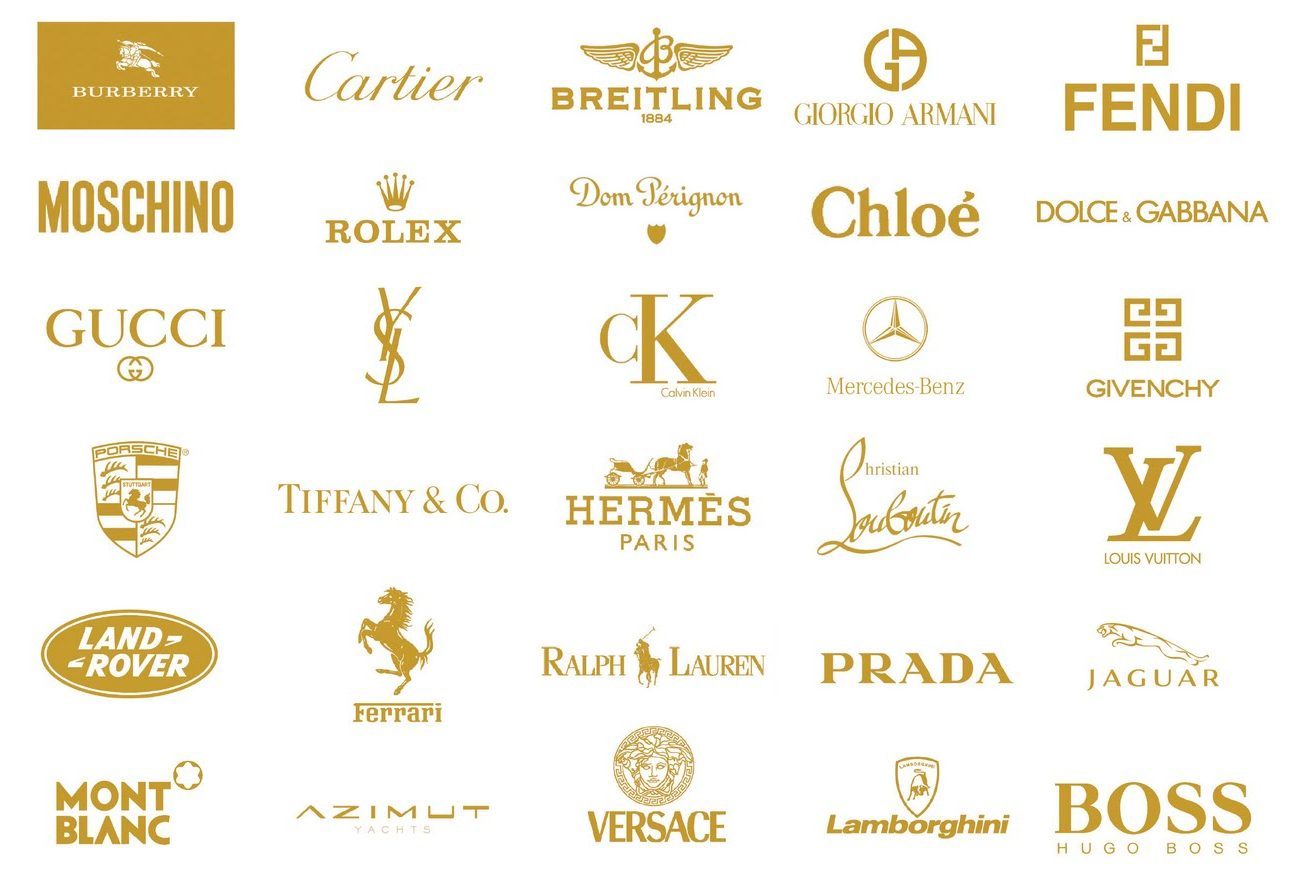 BURBERRY
Cartier
B
BREITLING
1884
GA
GIORGIO ARMANI
FENDI
MOSCHINO
ROLEX
Dom Pérignon
Chloé
DOLCE & GABBANA
GUCCI
YSL
cK
Calvin Klein
Mercedes-Benz
GIVENCHY
PORSCHE®
STUTTGART
TIFFANY & CO.
HERMÈS
PARIS
Christian
Louboutin
LV
LOUIS VUITTON
LAND-
-ROVER
Ferrari
RALPH LAUREN
PRADA
JAGUAR
MONT
BLANC
AZIMUT
YACHTS
VERSACE
LAMBORGHINI
Lamborghini
BOSS
HUGO BOSS